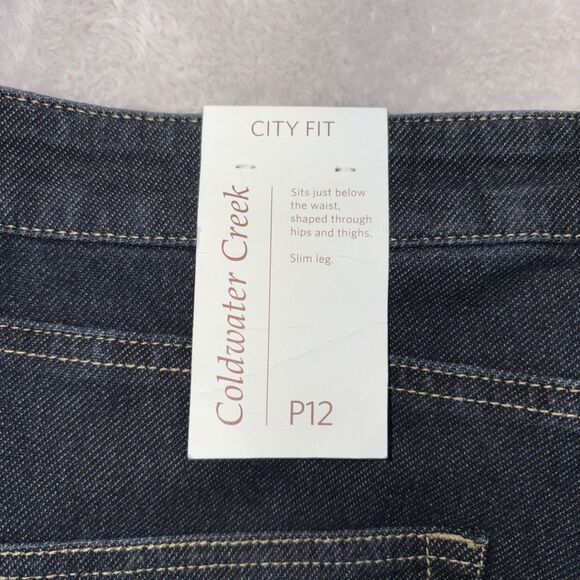 CITY FIT
Coldwater Creek
Sits just below
the waist,
shaped through
hips and thighs.
Slim leg.
P12